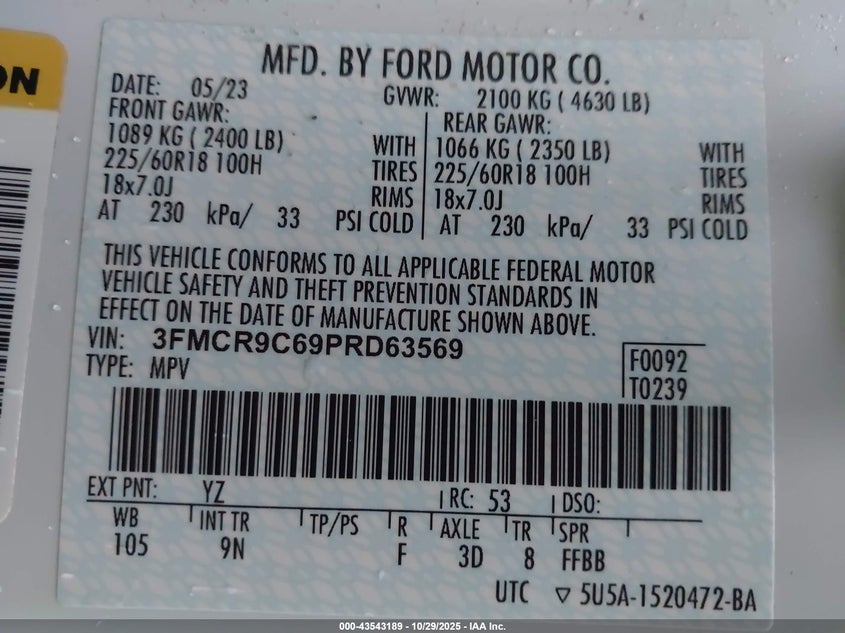 ON
MFD. BY FORD MOTOR CO.
DATE: 05/23 GVWR: 2100 KG ( 4630 LB)
FRONT GAWR: REAR GAWR:
1089 KG ( 2400 LB) WITH 1066 KG ( 2350 LB) WITH
225/60R18 100H TIRES 225/60R18 100H TIRES
18x7.0J RIMS 18x7.0J RIMS
AT 230 kPa/ 33 PSI COLD AT 230 kPa/ 33 PSI COLD
THIS VEHICLE CONFORMS TO ALL APPLICABLE FEDERAL MOTOR
VEHICLE SAFETY AND THEFT PREVENTION STANDARDS IN
EFFECT ON THE DATE OF MANUFACTURE SHOWN ABOVE.
VIN: 3FMCR9C69PRD63569 F0092
TYPE: MPV T0239
EXT PNT: YZ RC: 53 DSO:
WB INT TR TP/PS R AXLE TR SPR
105 9N F 3D 8 FFBB
UTC ▽ 5U5A-1520472-BA
000-43543189 - 10/29/2025 - IAA Inc.